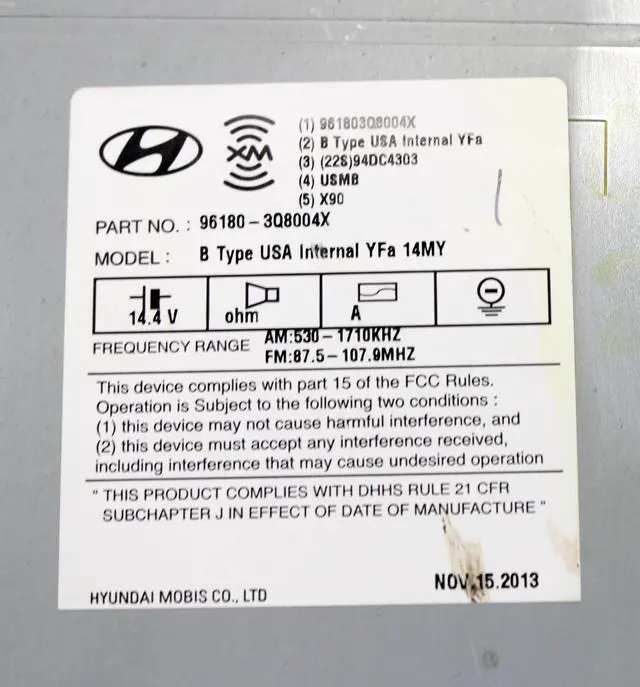 XM
(1) 961803Q8004X
(2) B Type USA Internal YFa
(3) (22S)94DC4303
(4) USMB
(5) X90
PART NO. : 96180-3Q8004X
MODEL : B Type USA Internal YFa 14MY
14.4 V
ohm
A
FREQUENCY RANGE AM:530-1710KHZ
FM:87.5-107.9MHZ
This device complies with part 15 of the FCC Rules.
Operation is Subject to the following two conditions :
(1) this device may not cause harmful interference, and
(2) this device must accept any interference received,
including interference that may cause undesired operation
" THIS PRODUCT COMPLIES WITH DHHS RULE 21 CFR
SUBCHAPTER J IN EFFECT OF DATE OF MANUFACTURE "
NOV.15.2013
HYUNDAI MOBIS CO., LTD